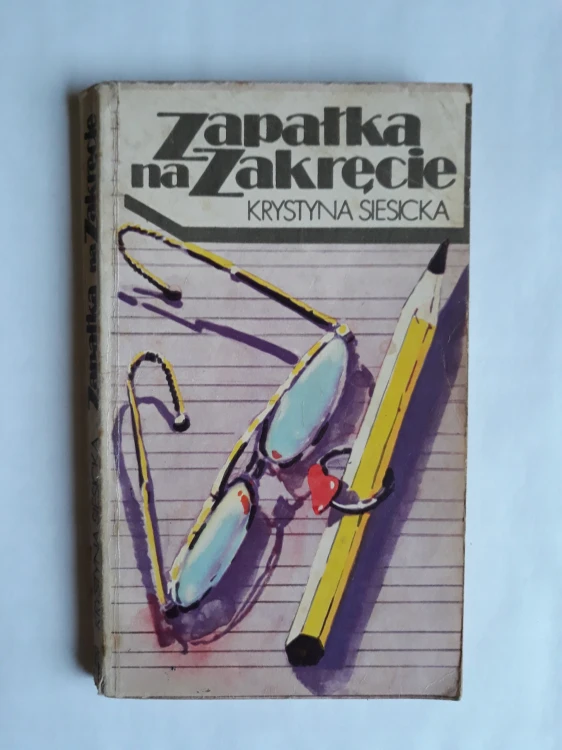 Zapałka
na Zakręcie
KRYSTYNA SIESICKA
KRYSTYNA SIESICKA Zapałka na Zakręcie